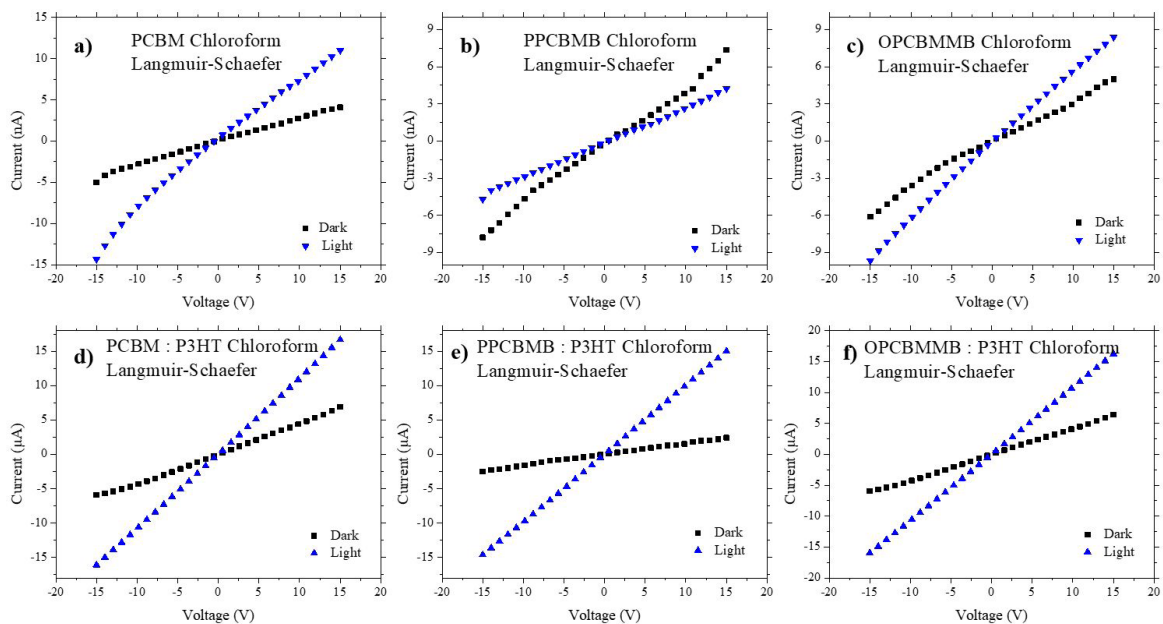 a)
PCBM Chloroform
Langmuir-Schaefer
15
10
5
0
-5
-10
-15
Current (nA)
Dark
Light
-20 -15 -10 -5 0 5 10 15 20
Voltage (V)
b)
PPCBMB Chloroform
Langmuir-Schaefer
9
6
3
0
-3
-6
-9
Current (nA)
Dark
Light
-20 -15 -10 -5 0 5 10 15 20
Voltage (V)
c)
OPCBMMB Chloroform
Langmuir-Schaefer
9
6
3
0
-3
-6
-9
Current (nA)
Dark
Light
-20 -15 -10 -5 0 5 10 15 20
Voltage (V)
d)
PCBM : P3HT Chloroform
Langmuir-Schaefer
15
10
5
0
-5
-10
-15
Current (µA)
Dark
Light
-20 -15 -10 -5 0 5 10 15 20
Voltage (V)
e)
PPCBMB : P3HT Chloroform
Langmuir-Schaefer
15
10
5
0
-5
-10
-15
Current (µA)
Dark
Light
-20 -15 -10 -5 0 5 10 15 20
Voltage (V)
f)
OPCBMMB : P3HT Chloroform
Langmuir-Schaefer
20
15
10
5
0
-5
-10
-15
-20
Current (µA)
Dark
Light
-20 -15 -10 -5 0 5 10 15 20
Voltage (V)